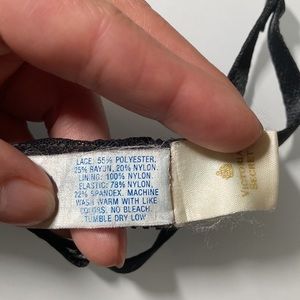 LACE: 55% POLYESTER,
25% RAYON, 20% NYLON.
LINING: 100% NYLON.
ELASTIC: 78% NYLON,
22% SPANDEX. MACHINE
WASH WARM WITH LIKE
COLORS. NO BLEACH.
TUMBLE DRY LOW